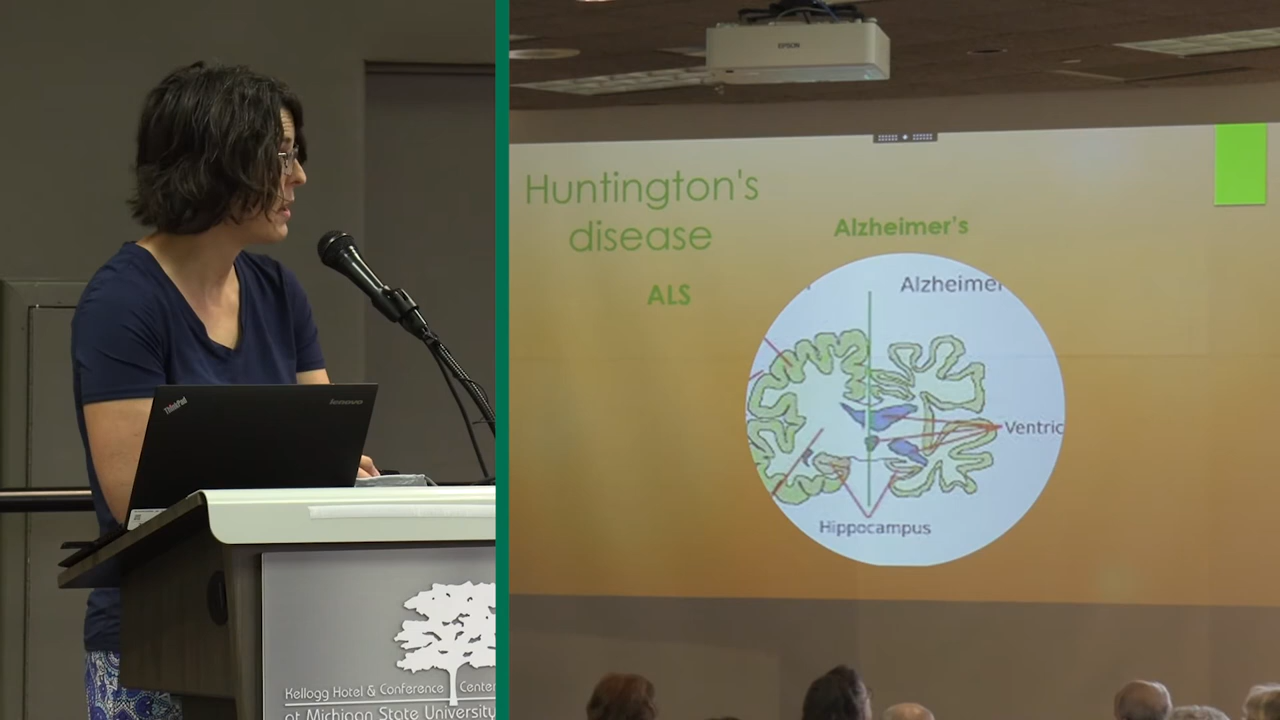 ThinkPad
lenovo
Kellogg Hotel & Conference Center
at Michigan State University
EPSON
Huntington's
disease
ALS
Alzheimer's
Alzheimer
Ventric
Hippocampus